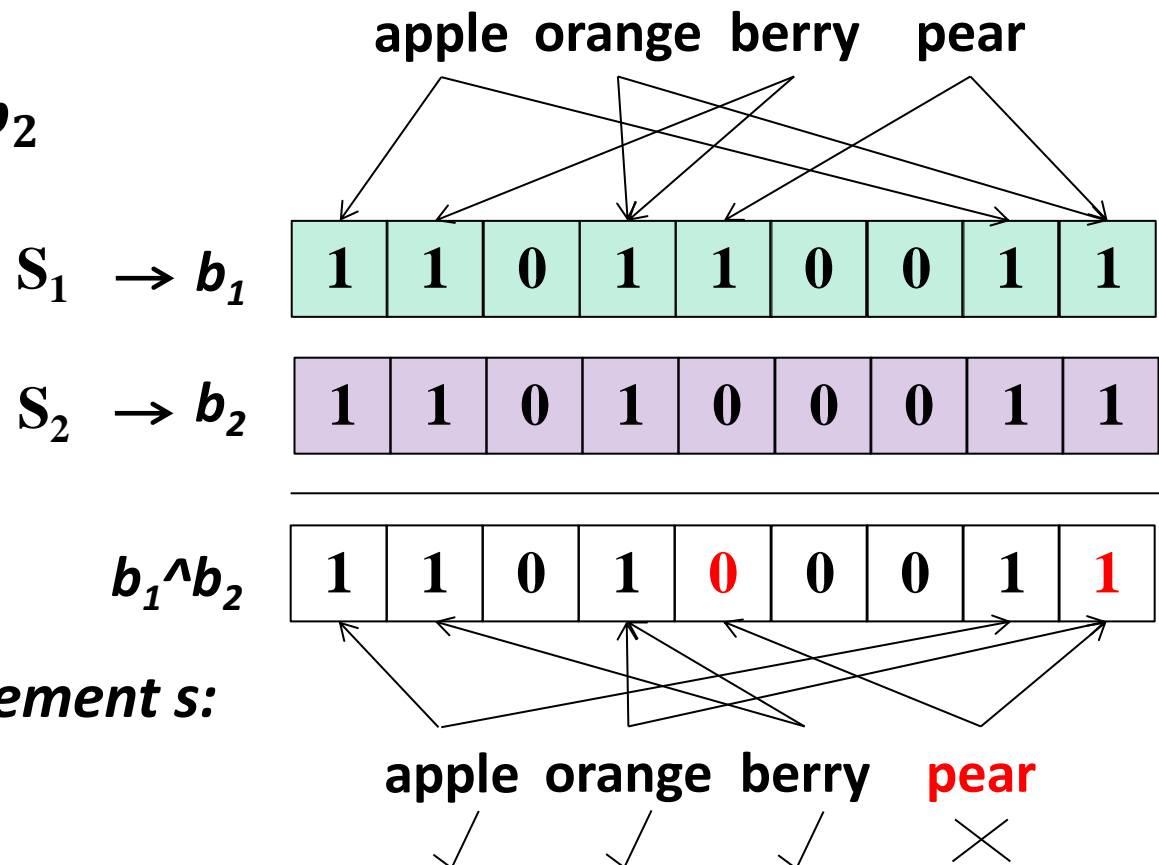 apple orange berry pear
b₂
S₁ → b₁ 1 1 0 1 1 0 0 1 1
S₂ → b₂ 1 1 0 1 0 0 0 1 1
b₁^b₂ 1 1 0 1 0 0 0 1 1
ement s:
apple orange berry pear